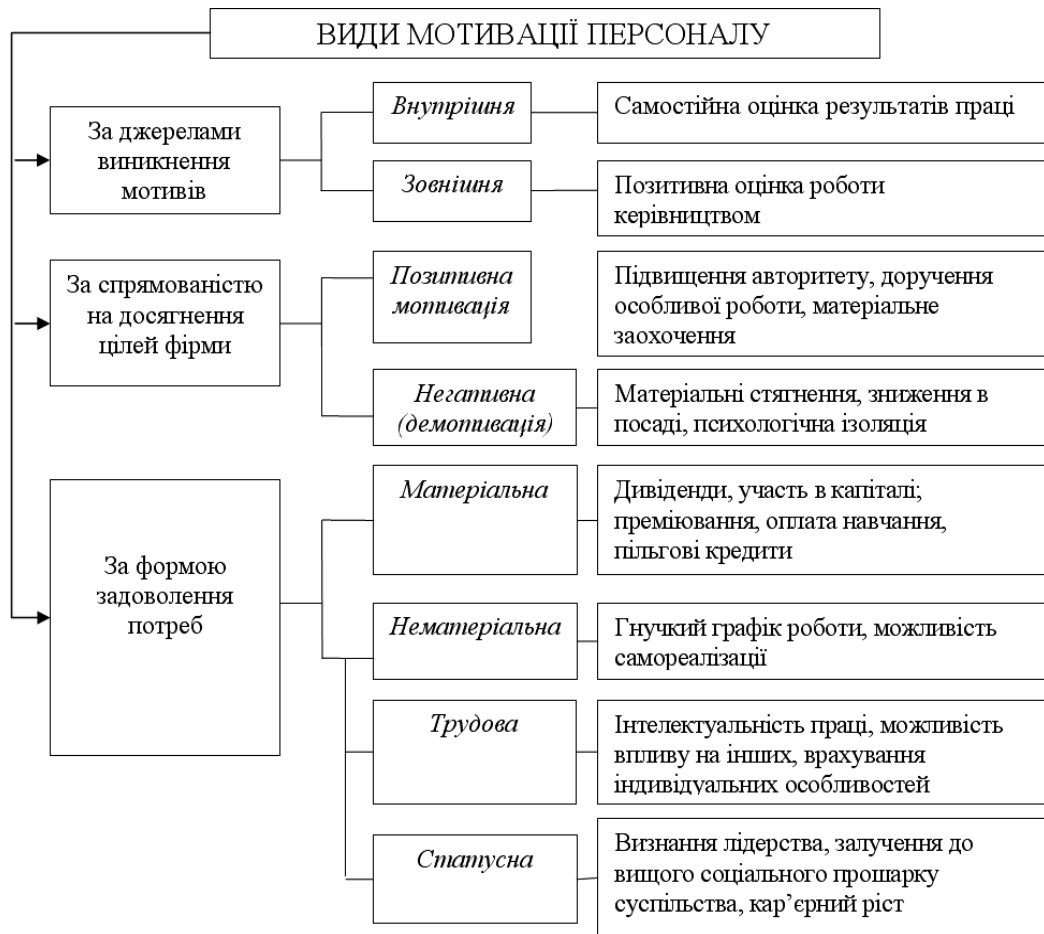 ВИДИ МОТИВАЦІЇ ПЕРСОНАЛУ
За джерелами
виникнення
мотивів
Внутрішня
Самостійна оцінка результатів праці
Зовнішня
Позитивна оцінка роботи
керівництвом
За спрямованістю
на досягнення
цілей фірми
Позитивна
мотивація
Підвищення авторитету, доручення
особливої роботи, матеріальне
заохочення
Негативна
(демотивація)
Матеріальні стягнення, зниження в
посаді, психологічна ізоляція
За формою
задоволення
потреб
Матеріальна
Дивіденди, участь в капіталі;
преміювання, оплата навчання,
пільгові кредити
Нематеріальна
Гнучкий графік роботи, можливість
самореалізації
Трудова
Інтелектуальність праці, можливість
впливу на інших, врахування
індивідуальних особливостей
Статусна
Визнання лідерства, залучення до
вищого соціального прошарку
суспільства, кар’єрний ріст